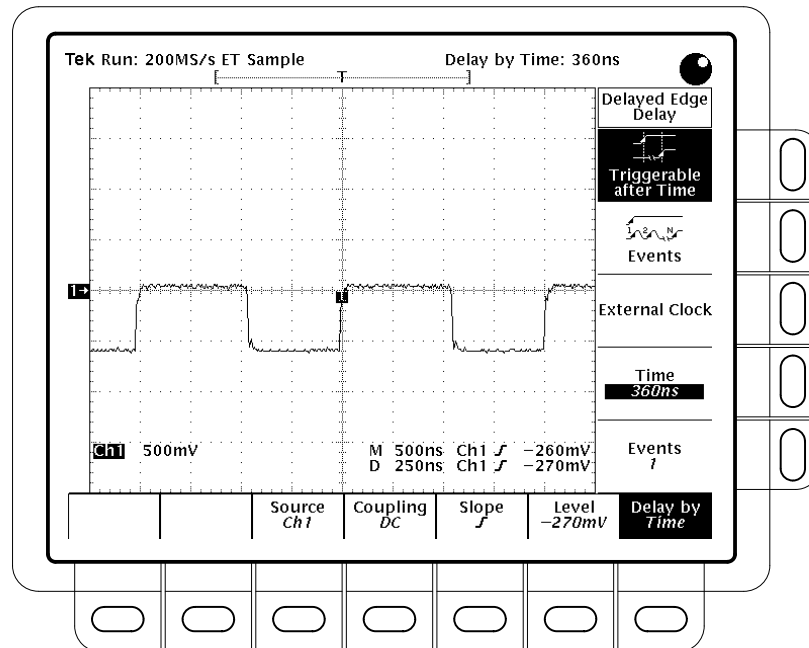 Tek Run: 200MS/s ET Sample
Delay by Time: 360ns
[ T ]
Delayed Edge
Delay
Triggerable
after Time
1 2 N
Events
1→
T
External Clock
Time
360ns
Ch1 500mV
M 500ns Ch1 ƒ −260mV
D 250ns Ch1 ƒ −270mV
Events
1
Source
Ch1
Coupling
DC
Slope
ƒ
Level
−270mV
Delay by
Time